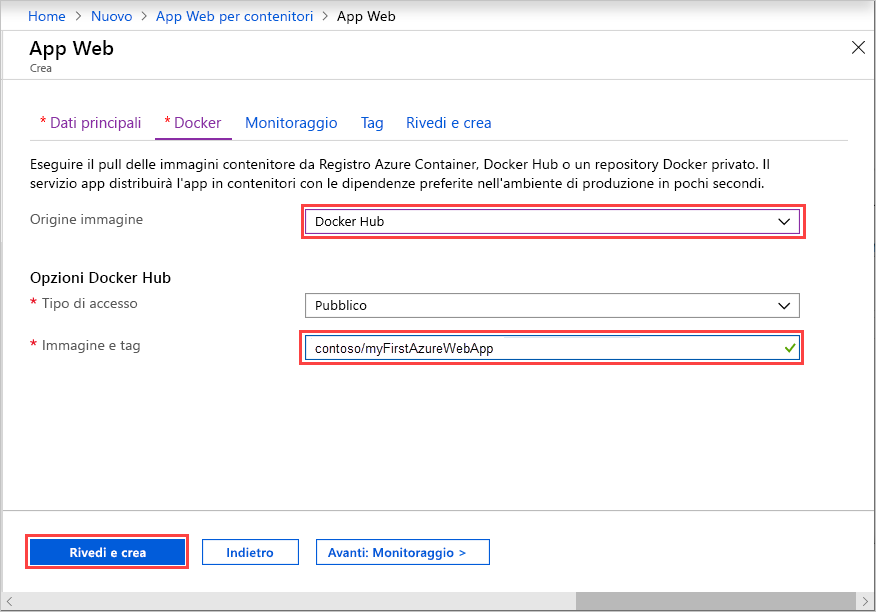 Home > Nuovo > App Web per contenitori > App Web
App Web
Crea
* Dati principali * Docker Monitoraggio Tag Rivedi e crea
Eseguire il pull delle immagini contenitore da Registro Azure Container, Docker Hub o un repository Docker privato. Il
servizio app distribuirà l'app in contenitori con le dipendenze preferite nell'ambiente di produzione in pochi secondi.
Origine immagine Docker Hub
Opzioni Docker Hub
* Tipo di accesso Pubblico
* Immagine e tag contoso/myFirstAzureWebApp
Rivedi e crea Indietro Avanti: Monitoraggio >